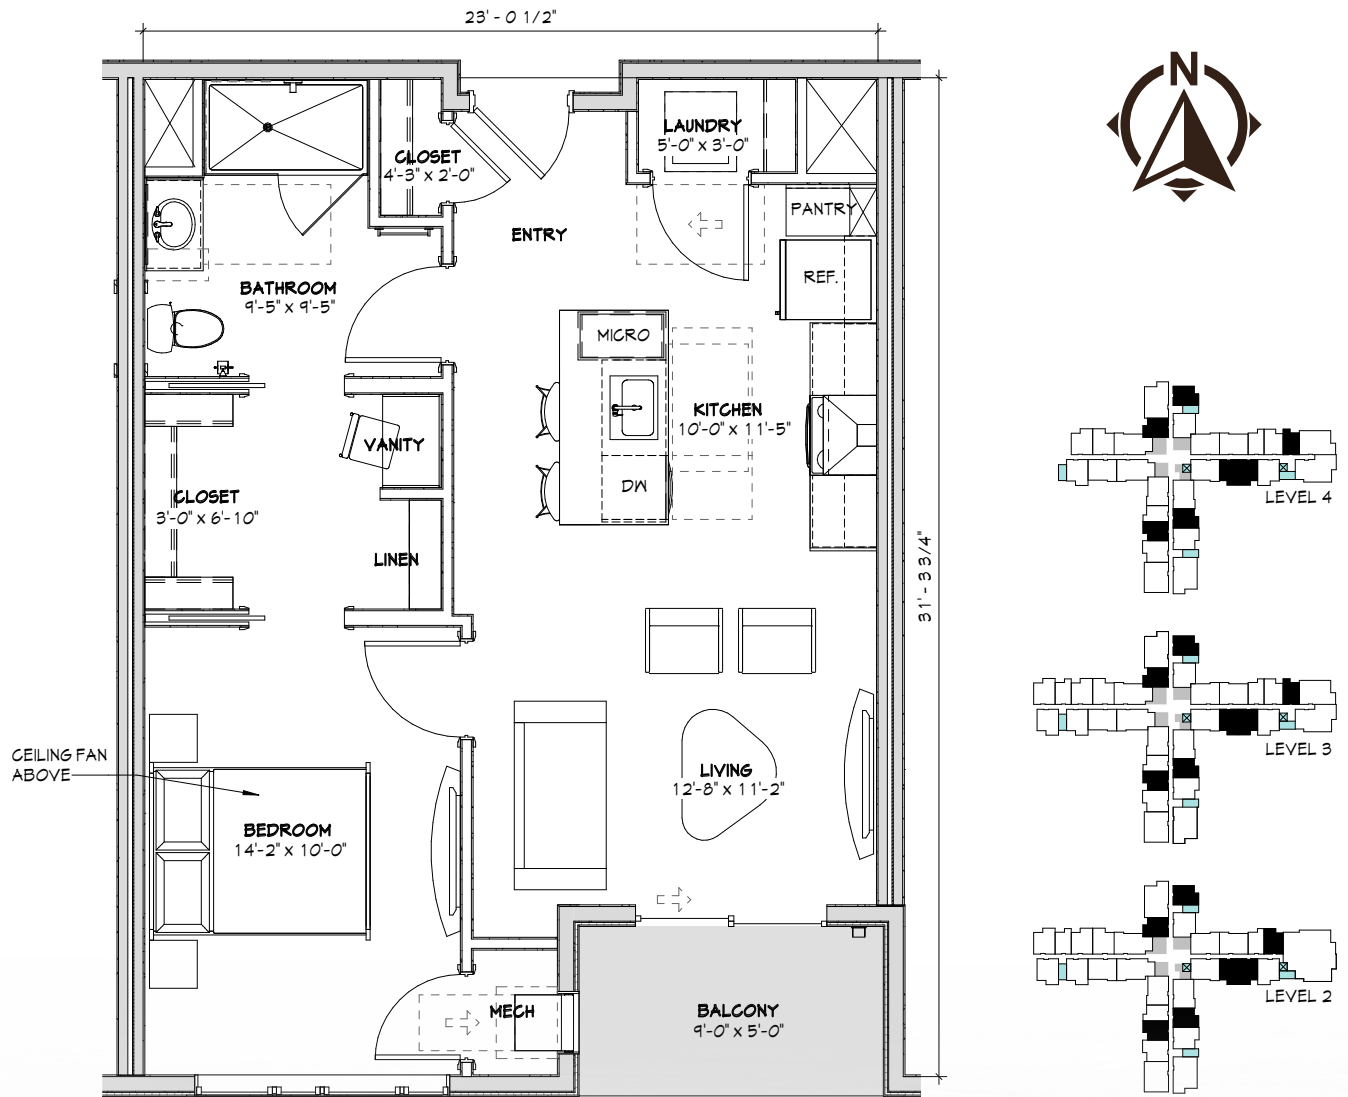 23' - 0 1/2"
N
LAUNDRY
5'-0" x 3'-0"
CLOSET
4'-3" x 2'-0"
PANTRY
ENTRY
REF.
BATHROOM
9'-5" x 9'-5"
MICRO
KITCHEN
10'-0" x 11'-5"
VANITY
DW
CLOSET
3'-0" x 6'-10"
LINEN
31' - 3 3/4"
LEVEL 4
LEVEL 3
CEILING FAN
ABOVE
LIVING
12'-8" x 11'-2"
BEDROOM
14'-2" x 10'-0"
MECH
BALCONY
9'-0" x 5'-0"
LEVEL 2